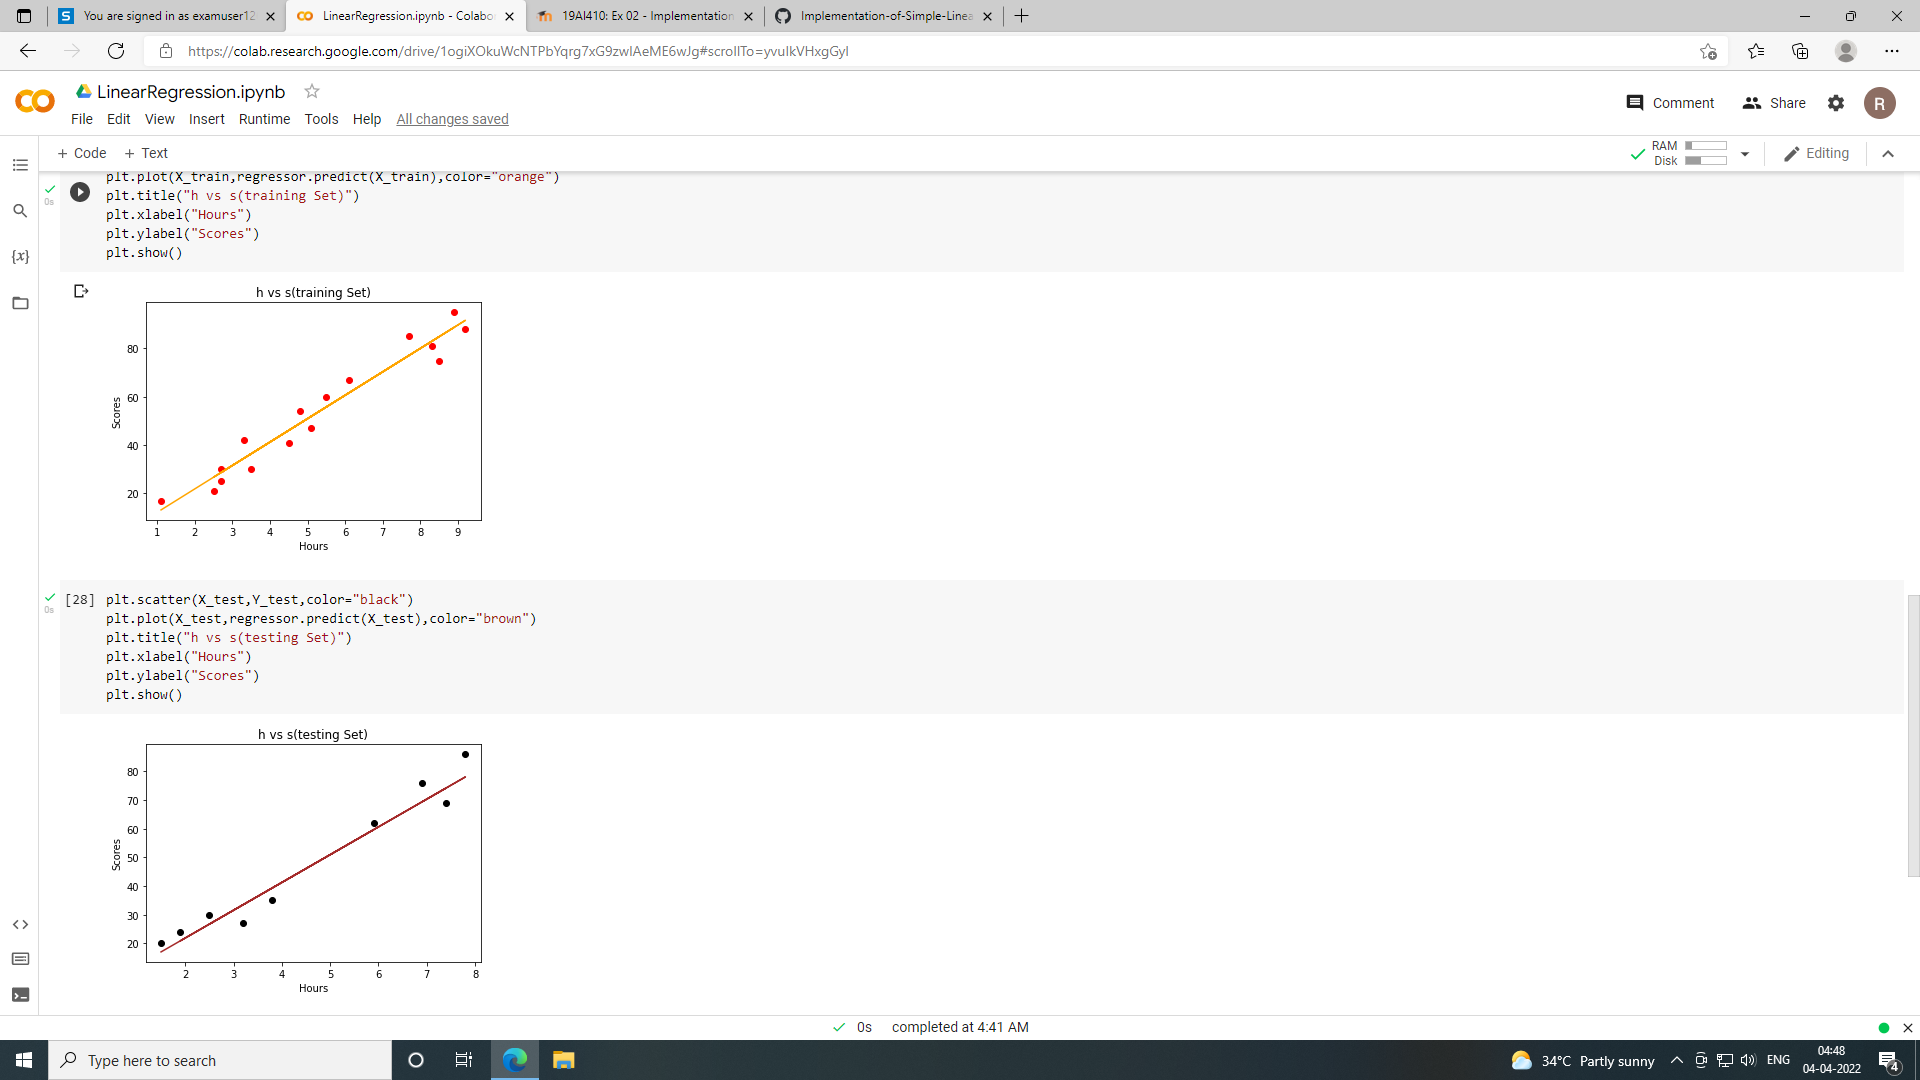 You are signed in as examuser12
LinearRegression.ipynb - Colabo
19AI410: Ex 02 - Implementation
Implementation-of-Simple-Linea
https://colab.research.google.com/drive/1ogiXOkuWcNTPbYqrg7xG9zwIAeME6wJg#scrollTo=yvuIkVHxgGyI
LinearRegression.ipynb
File Edit View Insert Runtime Tools Help All changes saved
Comment Share R
+ Code + Text
RAM
Disk
Editing
plt.plot(X_train,regressor.predict(X_train),color="orange")
0s
plt.title("h vs s(training Set)")
plt.xlabel("Hours")
plt.ylabel("Scores")
plt.show()
{x}
h vs s(training Set)
80
60
40
20
Scores
1 2 3 4 5 6 7 8 9
Hours
[28] plt.scatter(X_test,Y_test,color="black")
0s
plt.plot(X_test,regressor.predict(X_test),color="brown")
plt.title("h vs s(testing Set)")
plt.xlabel("Hours")
plt.ylabel("Scores")
plt.show()
h vs s(testing Set)
80
70
60
50
40
30
20
Scores
2 3 4 5 6 7 8
Hours
0s completed at 4:41 AM
Type here to search
34°C Partly sunny
ENG
04:48
04-04-2022
4